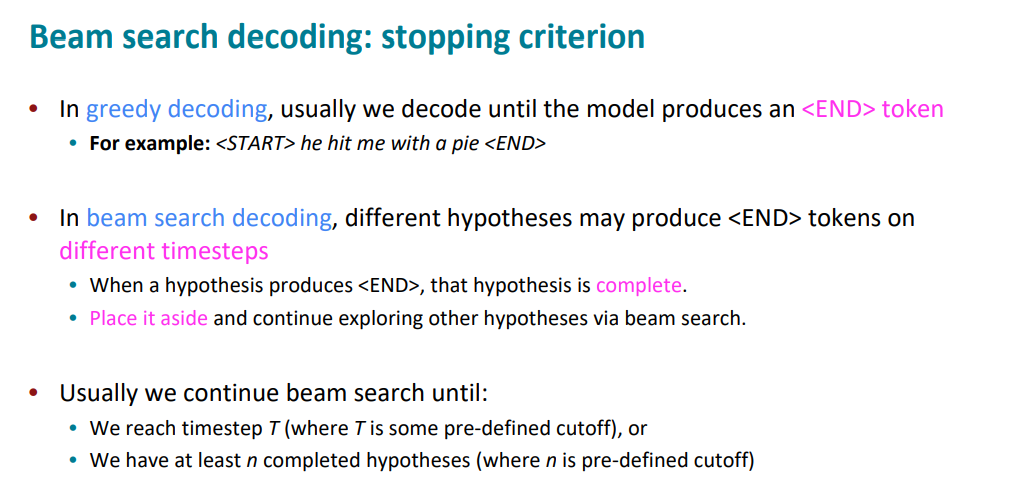 Beam search decoding: stopping criterion
• In greedy decoding, usually we decode until the model produces an <END> token
• For example: <START> he hit me with a pie <END>
• In beam search decoding, different hypotheses may produce <END> tokens on
different timesteps
• When a hypothesis produces <END>, that hypothesis is complete.
• Place it aside and continue exploring other hypotheses via beam search.
• Usually we continue beam search until:
• We reach timestep T (where T is some pre-defined cutoff), or
• We have at least n completed hypotheses (where n is pre-defined cutoff)